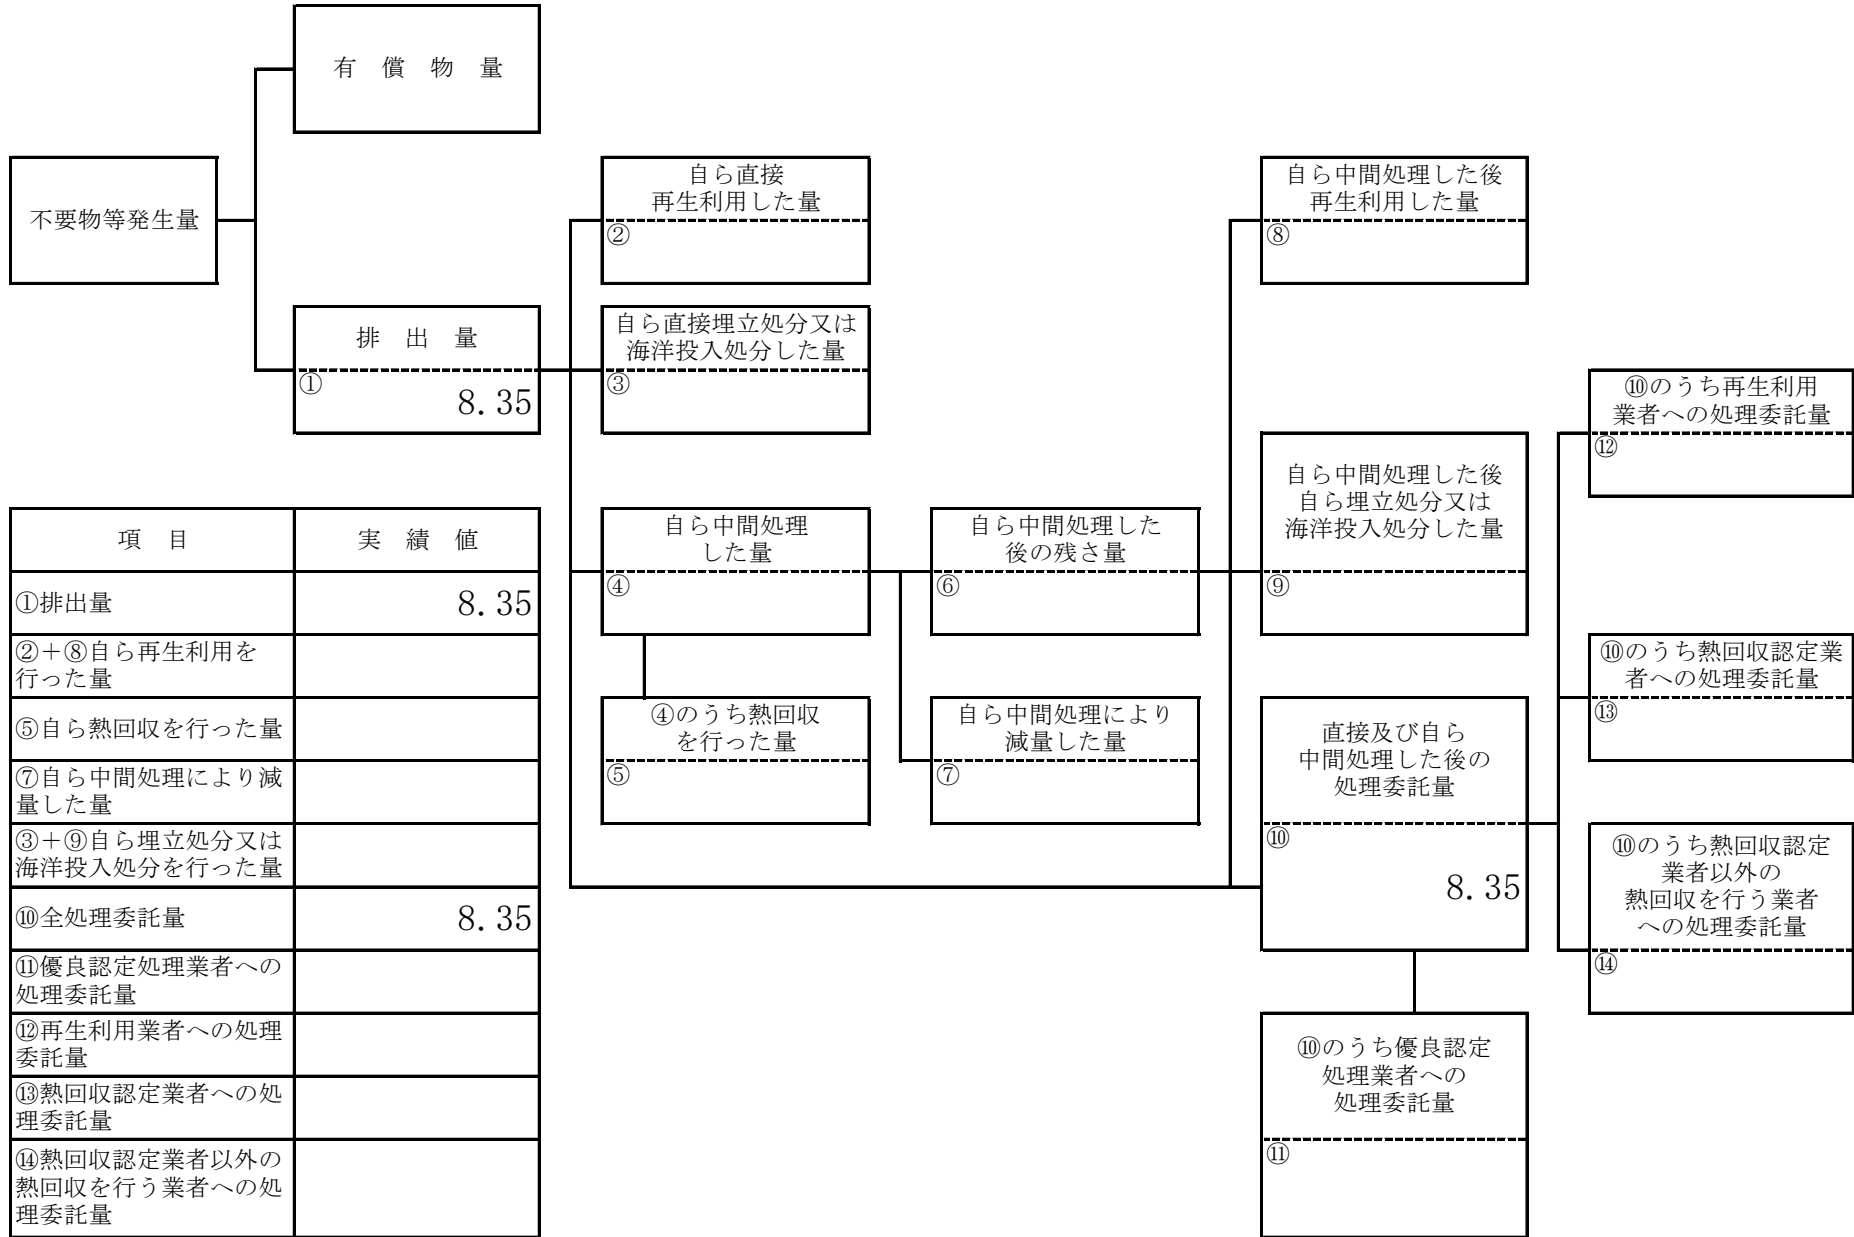 有 償 物 量
不要物等発生量
排 出 量
①
8.35
自ら直接
再生利用した量
②
自ら直接埋立処分又は
海洋投入処分した量
③
自ら中間処理
した量
④
④のうち熱回収
を行った量
⑤
自ら中間処理した
後の残さ量
⑥
自ら中間処理により
減量した量
⑦
自ら中間処理した後
再生利用した量
⑧
自ら中間処理した後
自ら埋立処分又は
海洋投入処分した量
⑨
直接及び自ら
中間処理した後の
処理委託量
⑩
8.35
⑩のうち優良認定
処理業者への
処理委託量
⑪
⑩のうち再生利用
業者への処理委託量
⑫
⑩のうち熱回収認定業
者への処理委託量
⑬
⑩のうち熱回収認定
業者以外の
熱回収を行う業者
への処理委託量
⑭
項 目 実 績 値
①排出量 8.35
②+⑧自ら再生利用を
行った量
⑤自ら熱回収を行った量
⑦自ら中間処理により減
量した量
③+⑨自ら埋立処分又は
海洋投入処分を行った量
⑩全処理委託量 8.35
⑪優良認定処理業者への
処理委託量
⑫再生利用業者への処理
委託量
⑬熱回収認定業者への処
理委託量
⑭熱回収認定業者以外の
熱回収を行う業者への処
理委託量